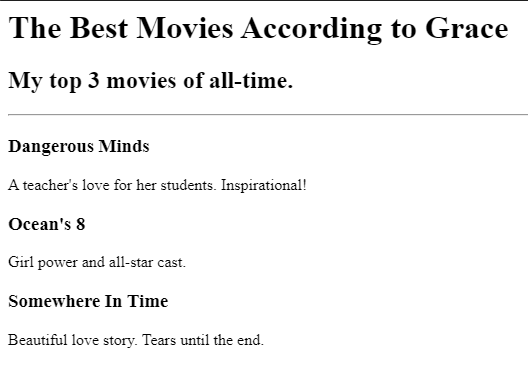 The Best Movies According to Grace
My top 3 movies of all-time.
Dangerous Minds
A teacher's love for her students. Inspirational!
Ocean's 8
Girl power and all-star cast.
Somewhere In Time
Beautiful love story. Tears until the end.